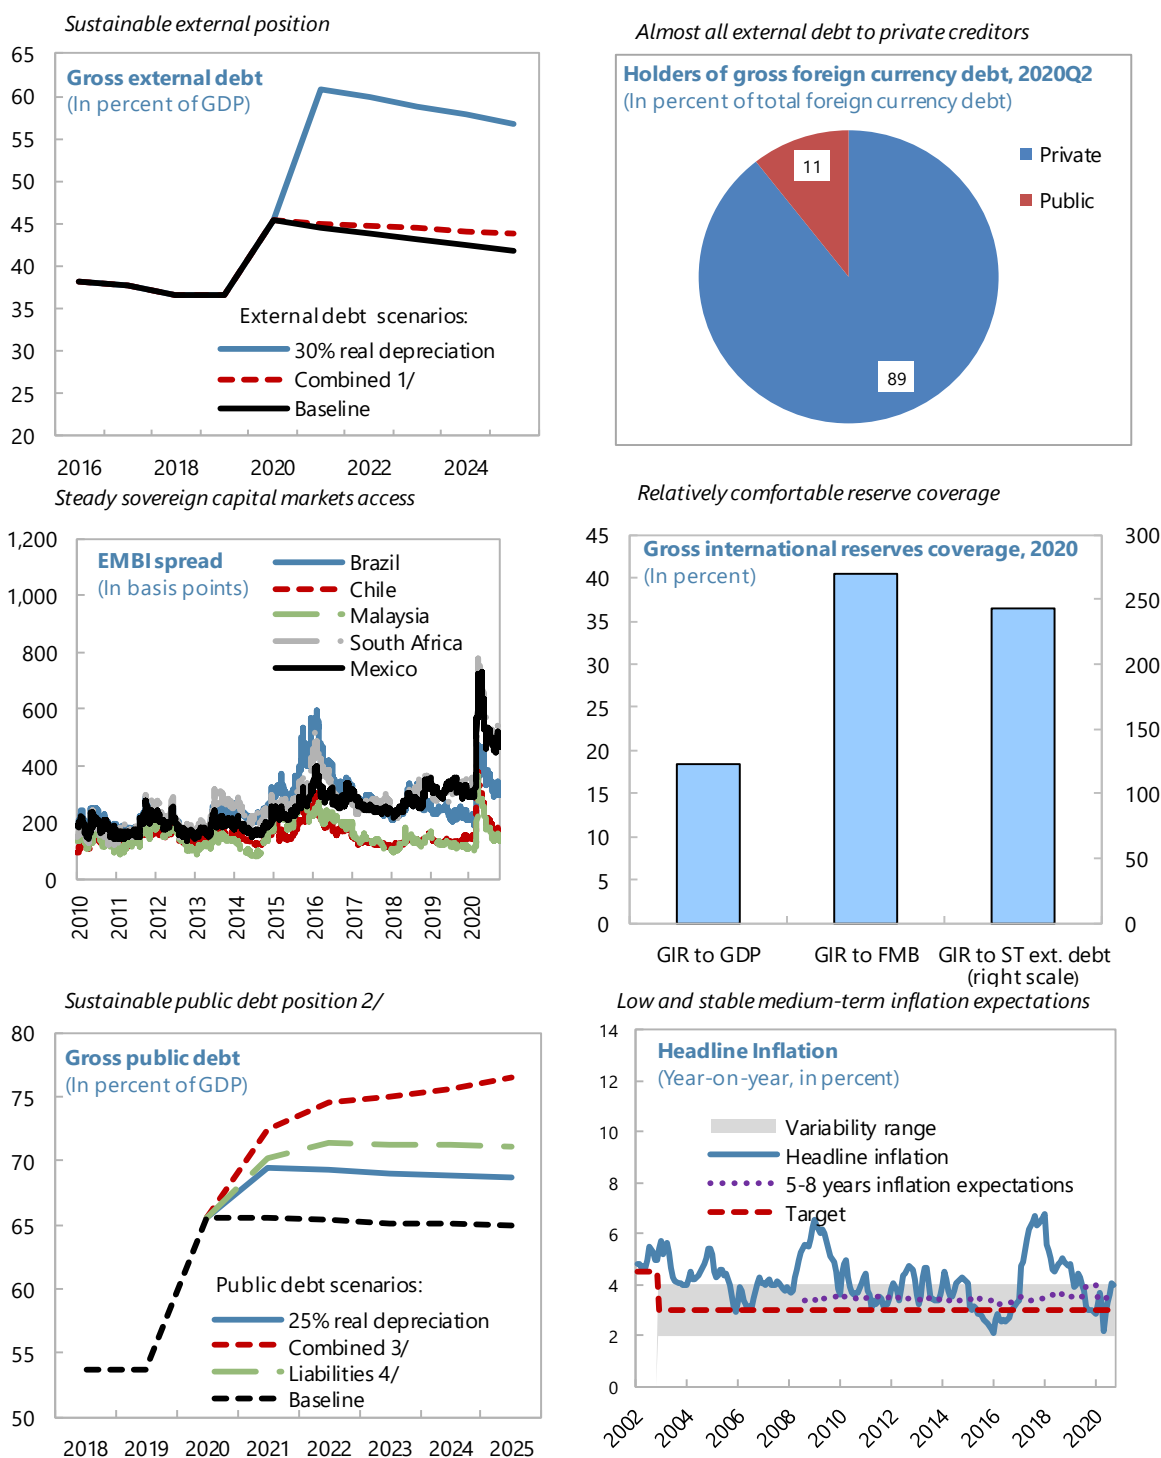 Sustainable external position
Gross external debt
(In percent of GDP)
65
60
55
50
45
40
35
30
25
20
External debt scenarios:
30% real depreciation
Combined 1/
Baseline
2016 2018 2020 2022 2024
Almost all external debt to private creditors
Holders of gross foreign currency debt, 2020Q2
(In percent of total foreign currency debt)
Private
Public
11
89
Steady sovereign capital markets access
EMBI spread
(In basis points)
1,200
1,000
800
600
400
200
0
Brazil
Chile
Malaysia
South Africa
Mexico
2010 2011 2012 2013 2014 2015 2016 2017 2018 2019 2020
Relatively comfortable reserve coverage
Gross international reserves coverage, 2020
(In percent)
45
40
35
30
25
20
15
10
5
0
300
250
200
150
100
50
0
GIR to GDP GIR to FMB GIR to ST ext. debt
(right scale)
Sustainable public debt position 2/
Gross public debt
(In percent of GDP)
80
75
70
65
60
55
50
Public debt scenarios:
25% real depreciation
Combined 3/
Liabilities 4/
Baseline
2018 2019 2020 2021 2022 2023 2024 2025
Low and stable medium-term inflation expectations
Headline Inflation
(Year-on-year, in percent)
14
12
10
8
6
4
2
0
Variability range
Headline inflation
5-8 years inflation expectations
Target
2002 2004 2006 2008 2010 2012 2014 2016 2018 2020